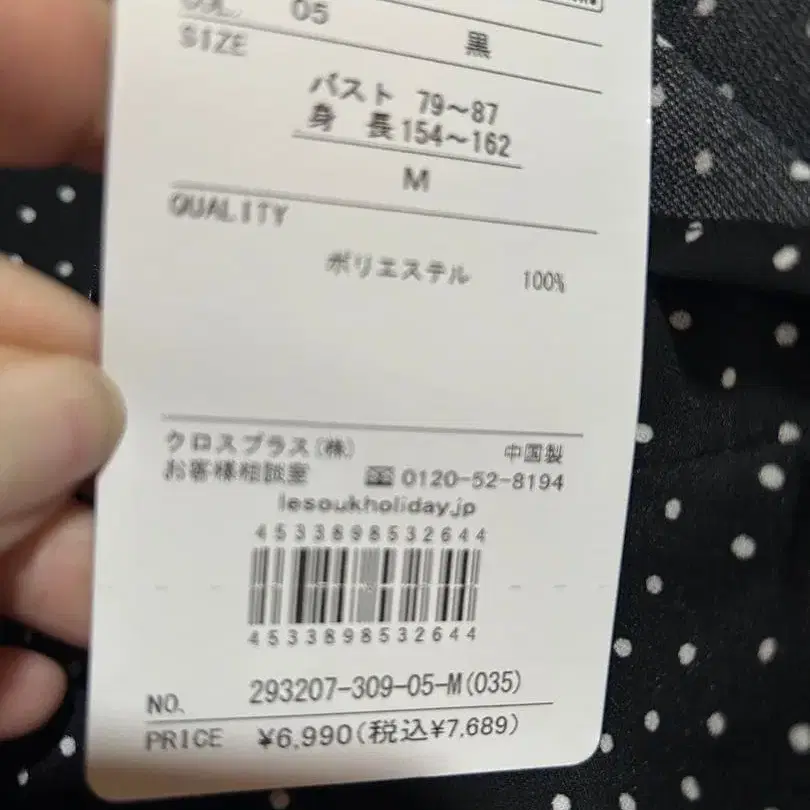 COL. 05 黒
SIZE
バスト 79～87
身 長 154～162
M
QUALITY
ポリエステル 100%
クロスプラス(株) 中国製
お客様相談室 0120-52-8194
lesoukholiday.jp
4533898532644
4533898532644
NO. 293207-309-05-M(035)
PRICE ¥6,990(税込¥7,689)